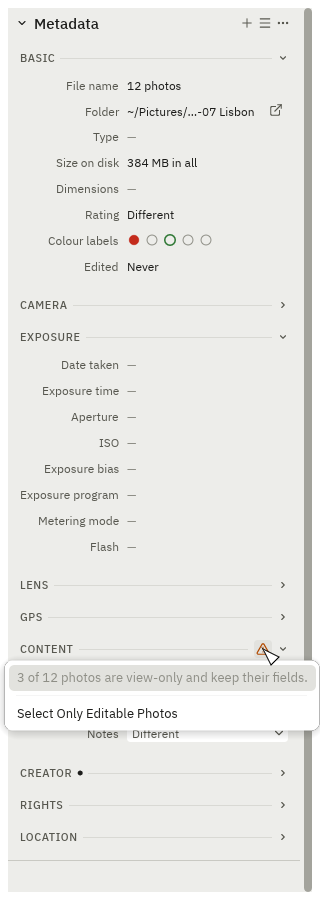 Metadata
BASIC
File name 12 photos
Folder ~/Pictures/...-07 Lisbon
Type —
Size on disk 384 MB in all
Dimensions —
Rating Different
Colour labels
Edited Never
CAMERA
EXPOSURE
Date taken —
Exposure time —
Aperture —
ISO —
Exposure bias —
Exposure program —
Metering mode —
Flash —
LENS
GPS
CONTENT
3 of 12 photos are view-only and keep their fields.
Select Only Editable Photos
Notes Different
CREATOR •
RIGHTS
LOCATION